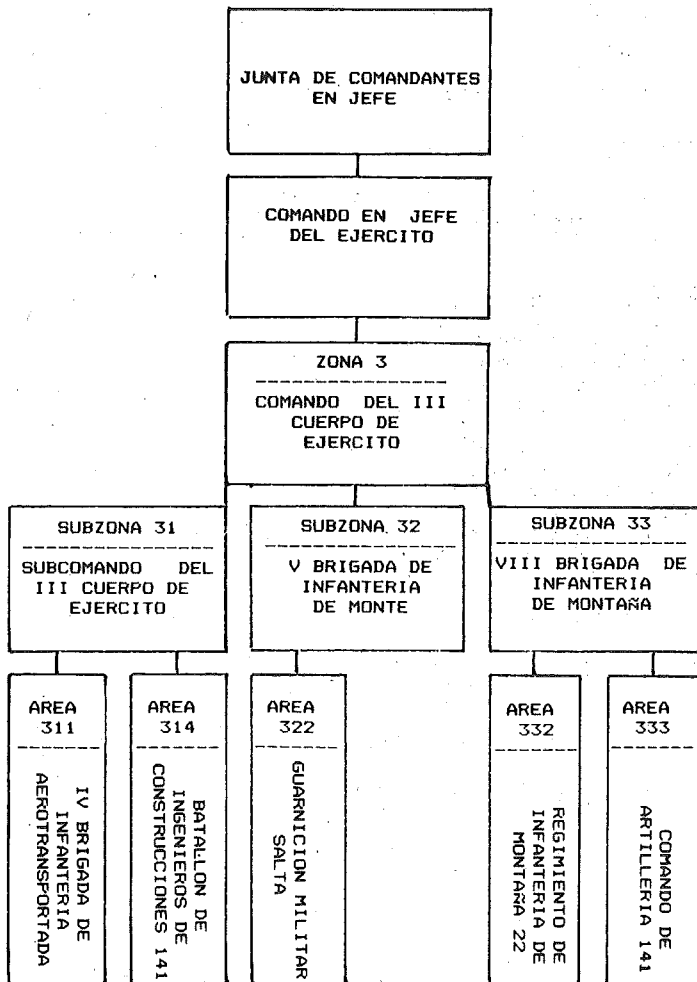 JUNTA DE COMANDANTES
EN JEFE
COMANDO EN JEFE
DEL EJERCITO
ZONA 3
COMANDO DEL III
CUERPO DE
EJERCITO
SUBZONA 31
SUBCOMANDO DEL
III CUERPO DE
EJERCITO
SUBZONA 32
V BRIGADA DE
INFANTERIA
DE MONTE
SUBZONA 33
VIII BRIGADA DE
INFANTERIA
DE MONTAÑA
AREA
311
IV BRIGADA DE
INFANTERIA
AEROTRANSPORTADA
AREA
314
BATALLON DE
INGENIEROS DE
CONSTRUCCIONES 141
AREA
322
GUARNICION MILITAR
SALTA
AREA
332
REGIMIENTO DE
INFANTERIA DE
MONTAÑA 22
AREA
333
COMANDO DE
ARTILLERIA 141